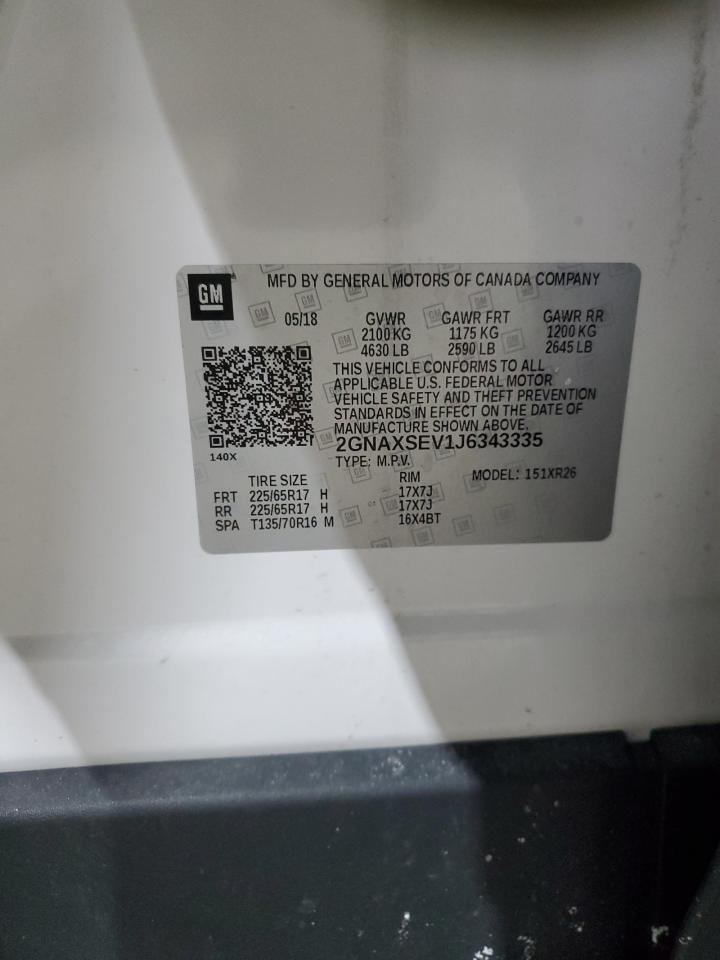 GM MFD BY GENERAL MOTORS OF CANADA COMPANY
05/18 GVWR GAWR FRT GAWR RR
2100 KG 1175 KG 1200 KG
4630 LB 2590 LB 2645 LB
THIS VEHICLE CONFORMS TO ALL
APPLICABLE U.S. FEDERAL MOTOR
VEHICLE SAFETY AND THEFT PREVENTION
STANDARDS IN EFFECT ON THE DATE OF
MANUFACTURE SHOWN ABOVE.
2GNAXSEV1J6343335
140X
TYPE: M.P.V.
TIRE SIZE RIM MODEL: 151XR26
FRT 225/65R17 H 17X7J
RR 225/65R17 H 17X7J
SPA T135/70R16 M 16X4BT